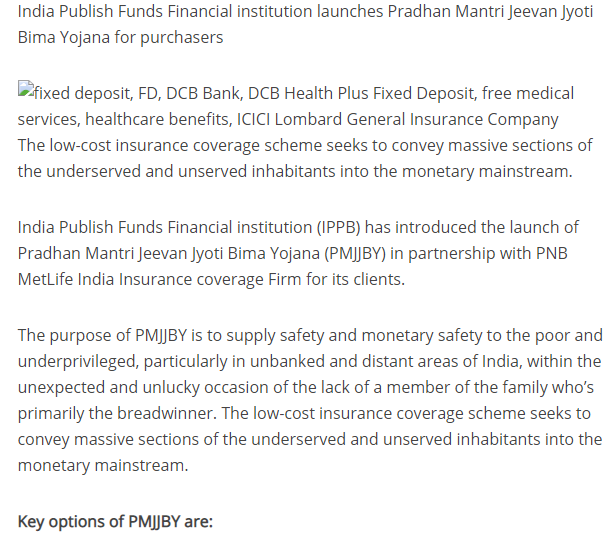 India Publish Funds Financial institution launches Pradhan Mantri Jeevan Jyoti
Bima Yojana for purchasers
fixed deposit, FD, DCB Bank, DCB Health Plus Fixed Deposit, free medical
services, healthcare benefits, ICICI Lombard General Insurance Company
The low-cost insurance coverage scheme seeks to convey massive sections of
the underserved and unserved inhabitants into the monetary mainstream.
India Publish Funds Financial institution (IPPB) has introduced the launch of
Pradhan Mantri Jeevan Jyoti Bima Yojana (PMJJBY) in partnership with PNB
MetLife India Insurance coverage Firm for its clients.
The purpose of PMJJBY is to supply safety and monetary safety to the poor and
underprivileged, particularly in unbanked and distant areas of India, within the
unexpected and unlucky occasion of the lack of a member of the family who’s
primarily the breadwinner. The low-cost insurance coverage scheme seeks to
convey massive sections of the underserved and unserved inhabitants into the
monetary mainstream.
Key options of PMJJBY are: